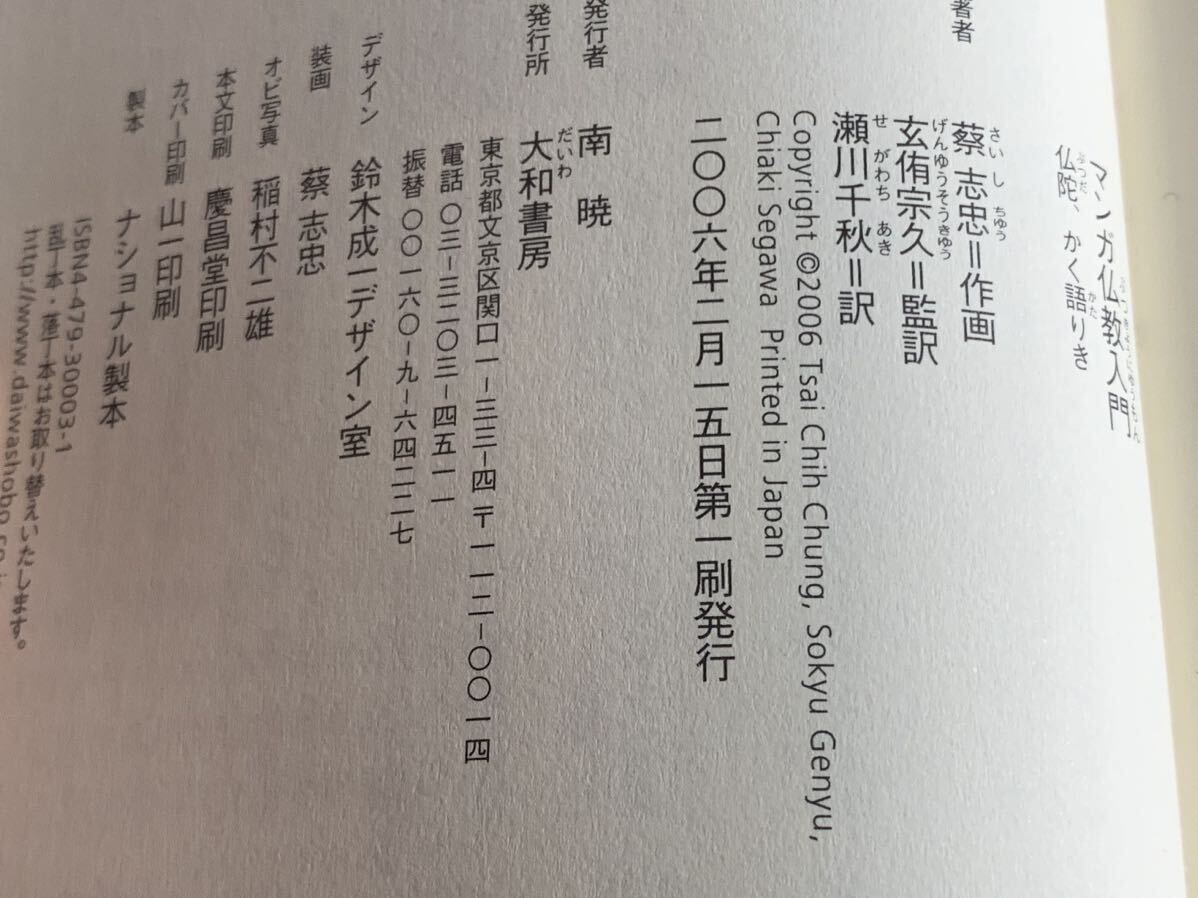 マンガ仏教入門
仏陀、かく語りき
著者
蔡 志忠＝作画
玄侑宗久＝監訳
瀬川千秋＝訳
Copyright ©2006 Tsai Chih Chung, Sokyu Genyu,
Chiaki Segawa Printed in Japan
二〇〇六年二月一五日第一刷発行
発行者 南 暁
発行所 大和書房
東京都文京区関口一－三三－四 〒一一二－〇〇一四
電話 〇三－三二〇三－四五一一
振替 〇〇一六〇－九－六四二二七
デザイン 鈴木成一デザイン室
装画 蔡 志忠
オビ写真 稲村不二雄
本文印刷 慶昌堂印刷
カバー印刷 山一印刷
製本 ナショナル製本
ISBN4-479-30003-1
乱丁本・落丁本はお取り替えいたします。
http://www.daiwashobo.co